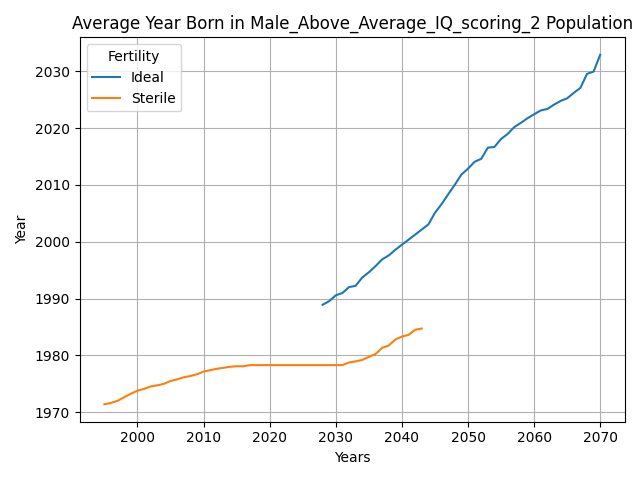 Average Year Born in Male_Above_Average_IQ_scoring_2 Population
Fertility
Ideal
Sterile
Year
2030
2020
2010
2000
1990
1980
1970
2000 2010 2020 2030 2040 2050 2060 2070
Years